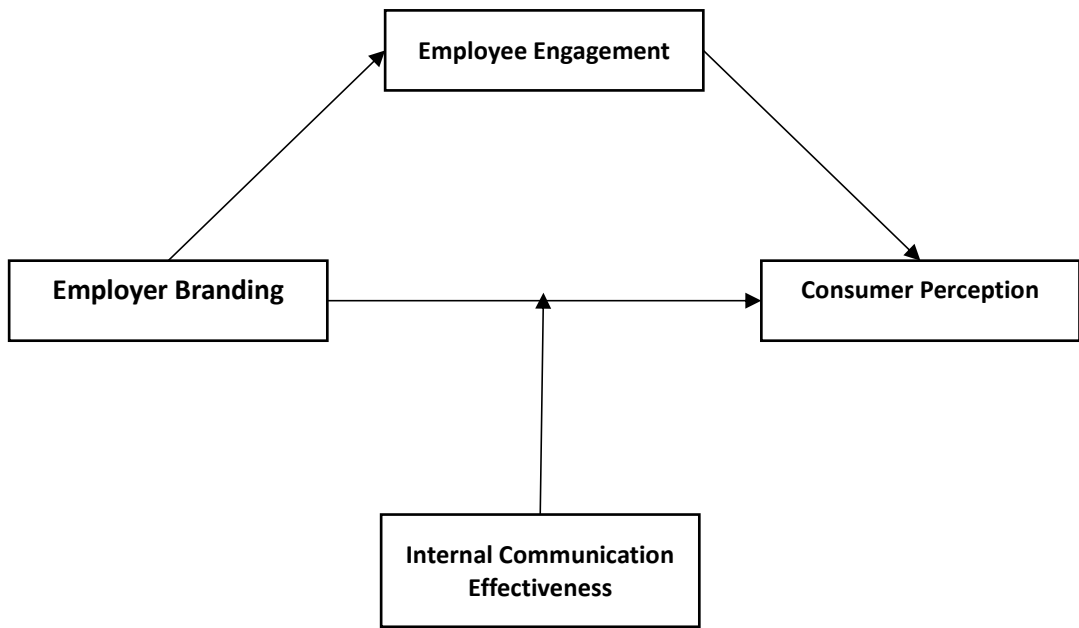 Employee Engagement
Employer Branding
Consumer Perception
Internal Communication
Effectiveness